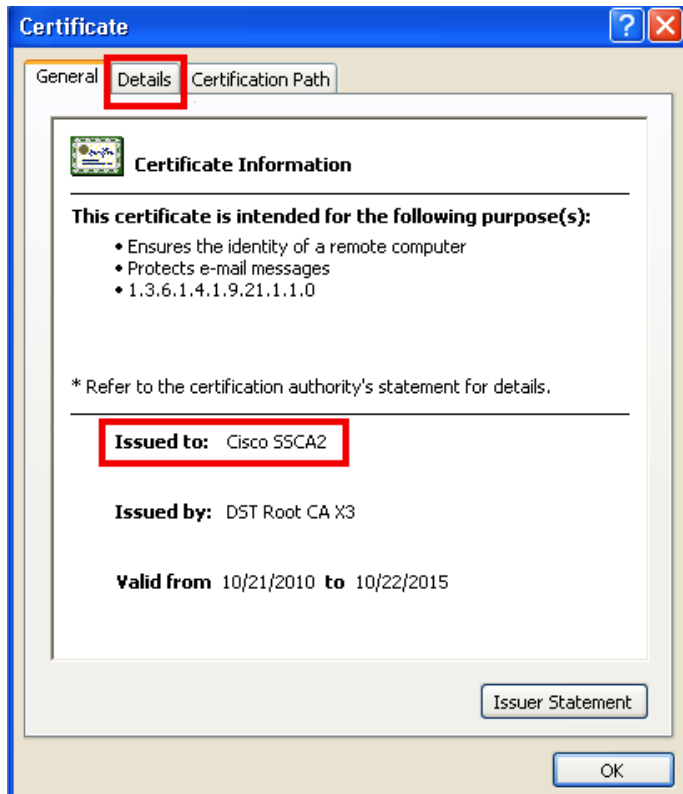 Certificate
General Details Certification Path
Certificate Information
This certificate is intended for the following purpose(s):
• Ensures the identity of a remote computer
• Protects e-mail messages
• 1.3.6.1.4.1.9.21.1.1.0
* Refer to the certification authority's statement for details.
Issued to: Cisco SSCA2
Issued by: DST Root CA X3
Valid from 10/21/2010 to 10/22/2015
Issuer Statement
OK